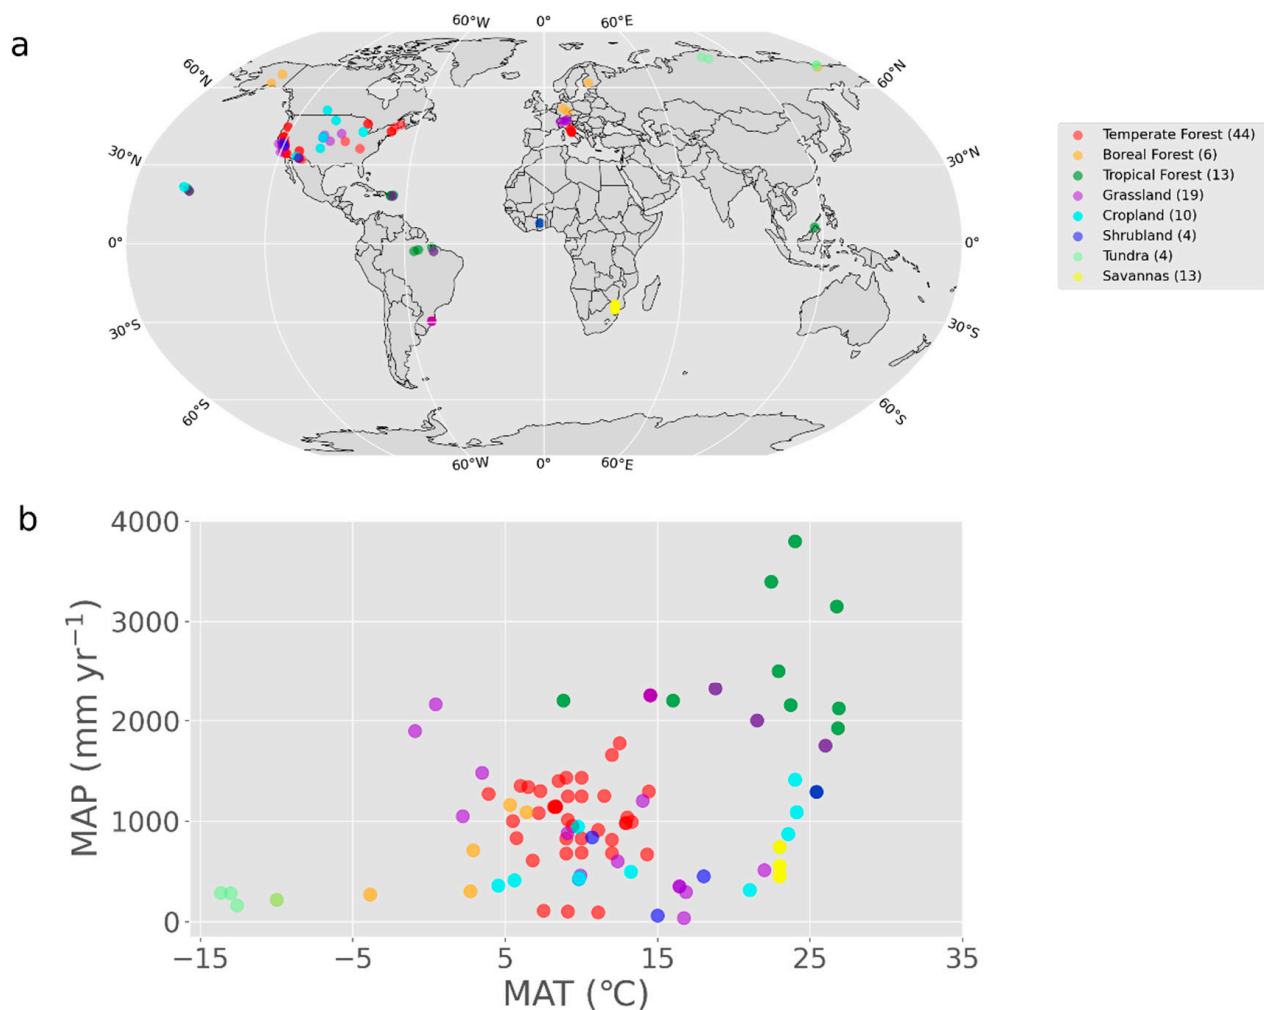 a
60°W 0° 60°E
60°N 60°N
30°N 30°N
0° 0°
30°S 30°S
60°S 60°S
60°W 0° 60°E
Temperate Forest (44)
Boreal Forest (6)
Tropical Forest (13)
Grassland (19)
Cropland (10)
Shrubland (4)
Tundra (4)
Savannas (13)
b
4000
3000
2000
1000
0
MAP (mm yr⁻¹)
−15 −5 5 15 25 35
MAT (℃)